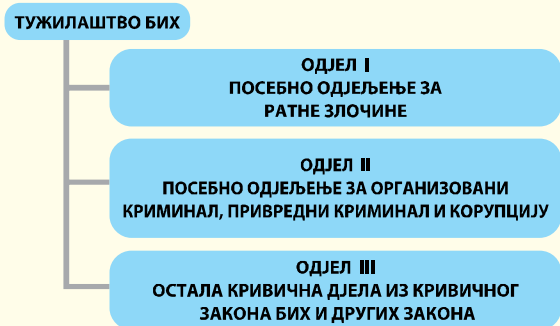 ТУЖИЛАШТВО БИХ
ОДЈЕЛ I
ПОСЕБНО ОДЈЕЉЕЊЕ ЗА
РАТНЕ ЗЛОЧИНЕ
ОДЈЕЛ II
ПОСЕБНО ОДЈЕЉЕЊЕ ЗА ОРГАНИЗОВАНИ
КРИМИНАЛ, ПРИВРЕДНИ КРИМИНАЛ И КОРУПЦИЈУ
ОДЈЕЛ III
ОСТАЛА КРИВИЧНА ДЈЕЛА ИЗ КРИВИЧНОГ
ЗАКОНА БИХ И ДРУГИХ ЗАКОНА